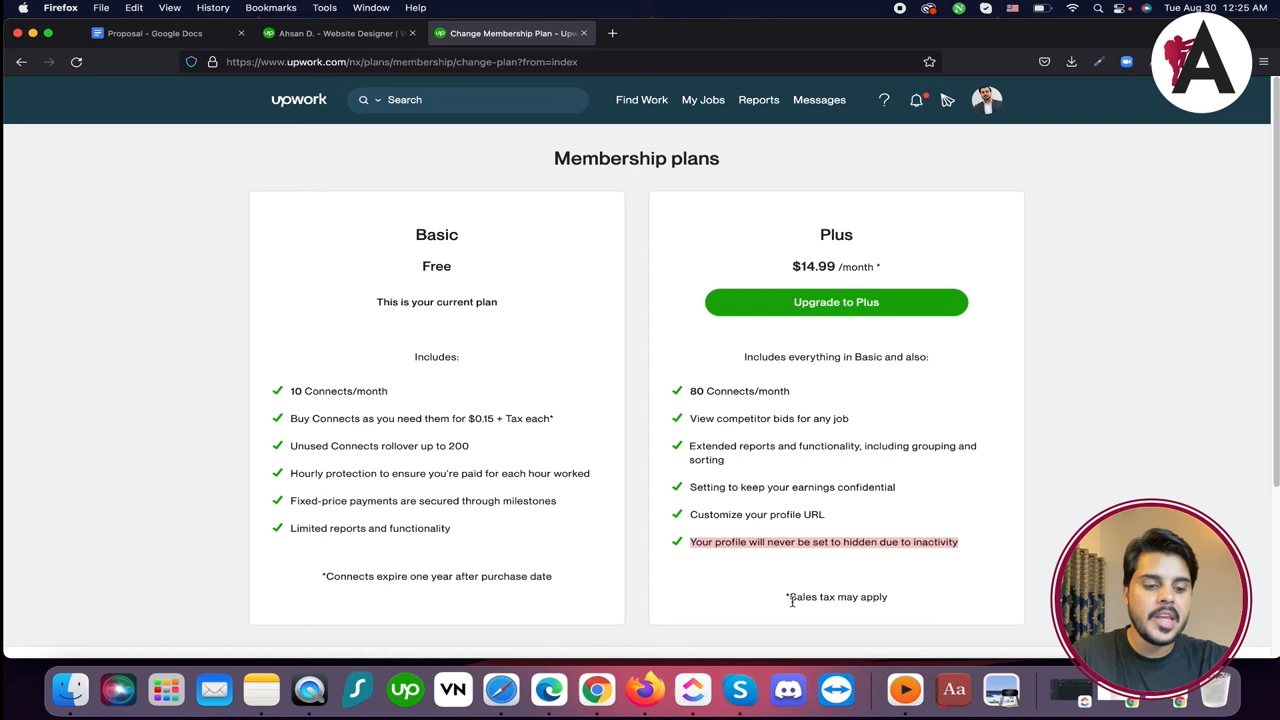 Firefox File Edit View History Bookmarks Tools Window Help Tue Aug 30 12:25 AM
Proposal - Google Docs Ahsan D. - Website Designer | Change Membership Plan - Upw
https://www.upwork.com/nx/plans/membership/change-plan?from=index
A
upwork Search Find Work My Jobs Reports Messages
Membership plans
Basic
Free
This is your current plan
Includes:
10 Connects/month
Buy Connects as you need them for $0.15 + Tax each*
Unused Connects rollover up to 200
Hourly protection to ensure you're paid for each hour worked
Fixed-price payments are secured through milestones
Limited reports and functionality
*Connects expire one year after purchase date
Plus
$14.99 /month *
Upgrade to Plus
Includes everything in Basic and also:
80 Connects/month
View competitor bids for any job
Extended reports and functionality, including grouping and
sorting
Setting to keep your earnings confidential
Customize your profile URL
Your profile will never be set to hidden due to inactivity
*Sales tax may apply
up VN Aa